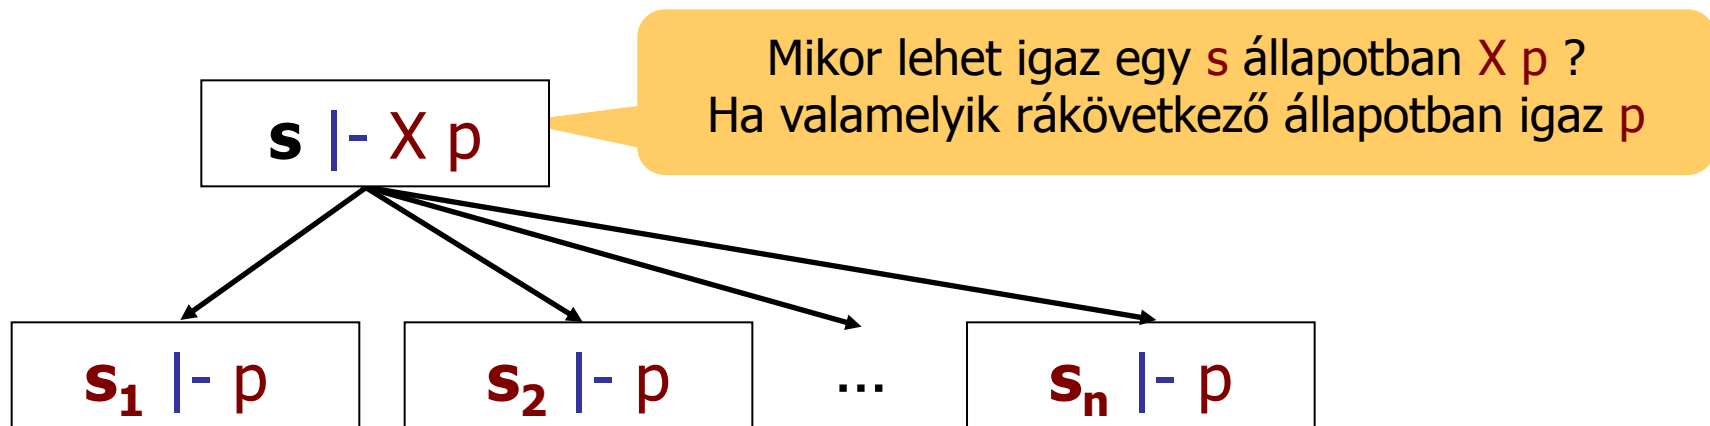 Mikor lehet igaz egy s állapotban X p ?
Ha valamelyik rákövetkező állapotban igaz p
s |- X p
s₁ |- p
s₂ |- p
...
sₙ |- p